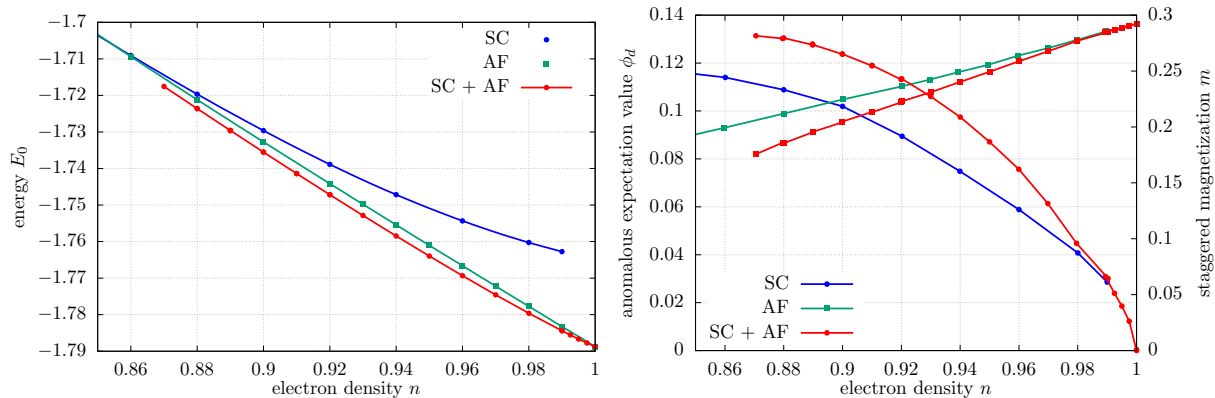 −1.7
−1.71
−1.72
−1.73
−1.74
−1.75
−1.76
−1.77
−1.78
−1.79
energy E₀
0.86 0.88 0.9 0.92 0.94 0.96 0.98 1
electron density n
SC
AF
SC + AF
0.14
0.12
0.1
0.08
0.06
0.04
0.02
0
anomalous expectation value ϕ_d
0.86 0.88 0.9 0.92 0.94 0.96 0.98 1
electron density n
SC
AF
SC + AF
0.3
0.25
0.2
0.15
0.1
0.05
0
staggered magnetization m